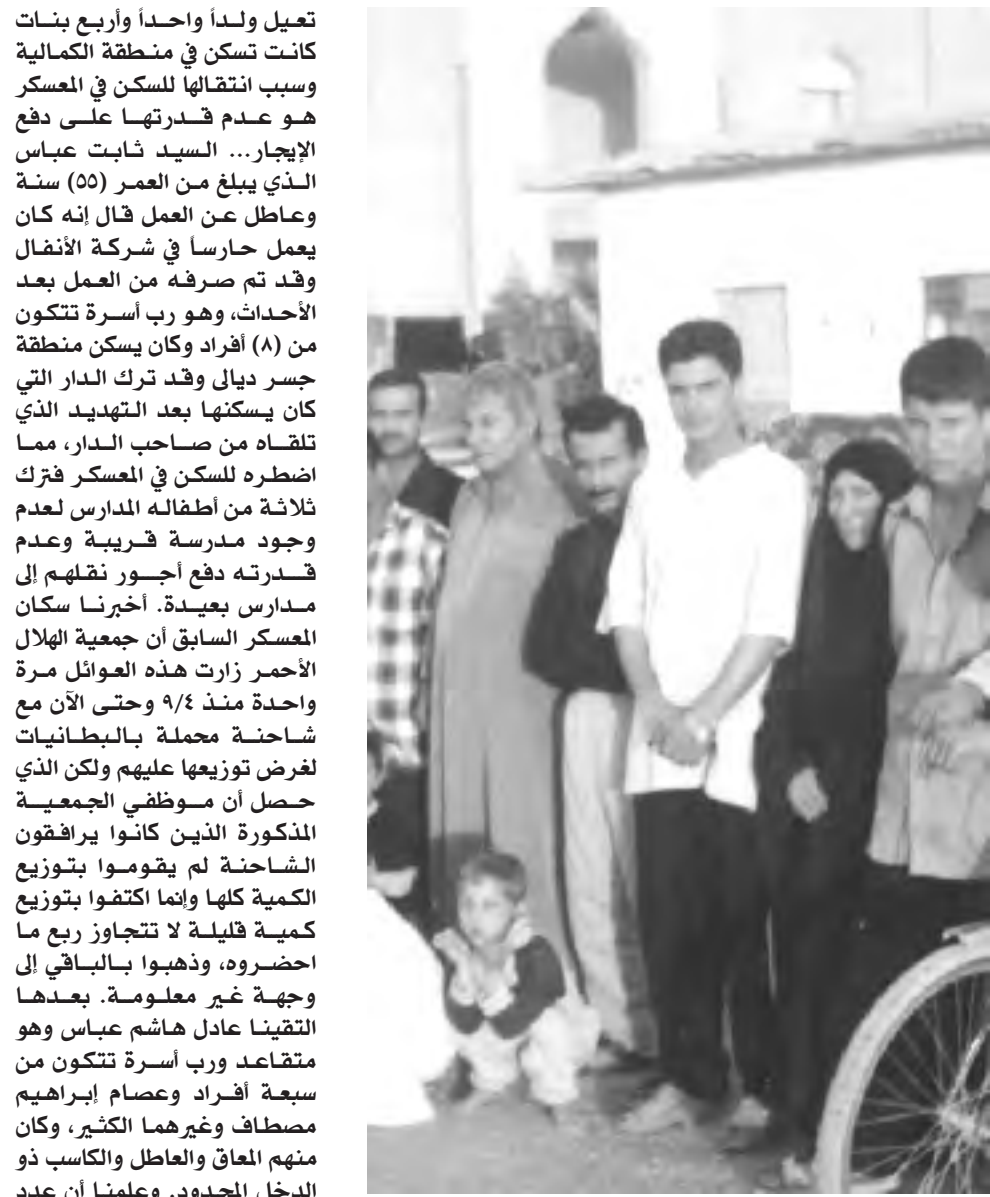 تعيل ولداً واحداً وأربع بنات
كانت تسكن في منطقة الكمالية
وسبب انتقالها للسكن في المعسكر
هو عدم قدرتها على دفع
الإيجار... السيد ثابت عباس
الذي يبلغ من العمر (٥٥) سنة
وعاطل عن العمل قال إنه كان
يعمل حارساً في شركة الأنفال
وقد تم صرفه من العمل بعد
الأحداث، وهو رب أسرة تتكون
من (٨) أفراد وكان يسكن منطقة
جسر ديالى وقد ترك الدار التي
كان يسكنها بعد التهديد الذي
تلقاه من صاحب الدار، مما
اضطره للسكن في المعسكر فترك
ثلاثة من أطفاله المدارس لعدم
وجود مدرسة قريبة وعدم
قدرته دفع أجور نقلهم إلى
مدارس بعيدة. أخبرنا سكان
المعسكر السابق أن جمعية الهلال
الأحمر زارت هذه العوائل مرة
واحدة منذ ٩/٤ وحتى الآن مع
شاحنة محملة بالبطانيات
لغرض توزيعها عليهم ولكن الذي
حصل أن موظفي الجمعية
المذكورة الذين كانوا يرافقون
الشاحنة لم يقوموا بتوزيع
الكمية كلها وإنما اكتفوا بتوزيع
كمية قليلة لا تتجاوز ربع ما
احضروه، وذهبوا بالباقي إلى
وجهة غير معلومة. بعدها
التقينا عادل هاشم عباس وهو
متقاعد ورب أسرة تتكون من
سبعة أفراد وعصام إبراهيم
مصطاف وغيرهما الكثير، وكان
منهم المعاق والعاطل والكاسب ذو
الدخل المحدود. وعلمنا أن عدد